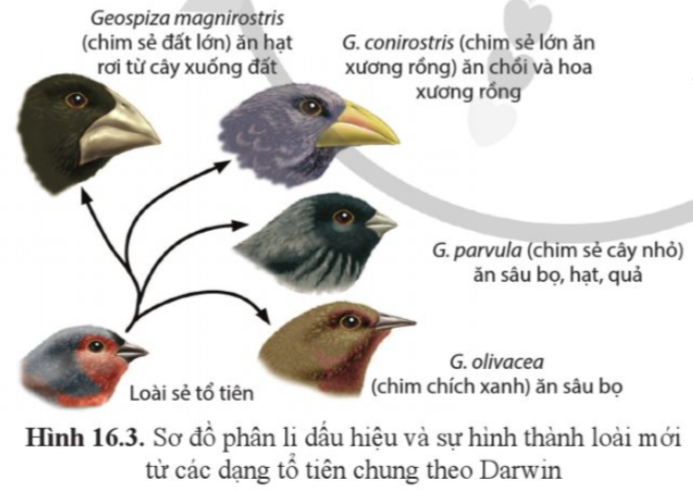 Geospiza magnirostris
(chim sẻ đất lớn) ăn hạt
rơi từ cây xuống đất
G. conirostris (chim sẻ lớn ăn
xương rồng) ăn chồi và hoa
xương rồng
G. parvula (chim sẻ cây nhỏ)
ăn sâu bọ, hạt, quả
G. olivacea
(chim chích xanh) ăn sâu bọ
Loài sẻ tổ tiên
Hình 16.3. Sơ đồ phân li dấu hiệu và sự hình thành loài mới
từ các dạng tổ tiên chung theo Darwin